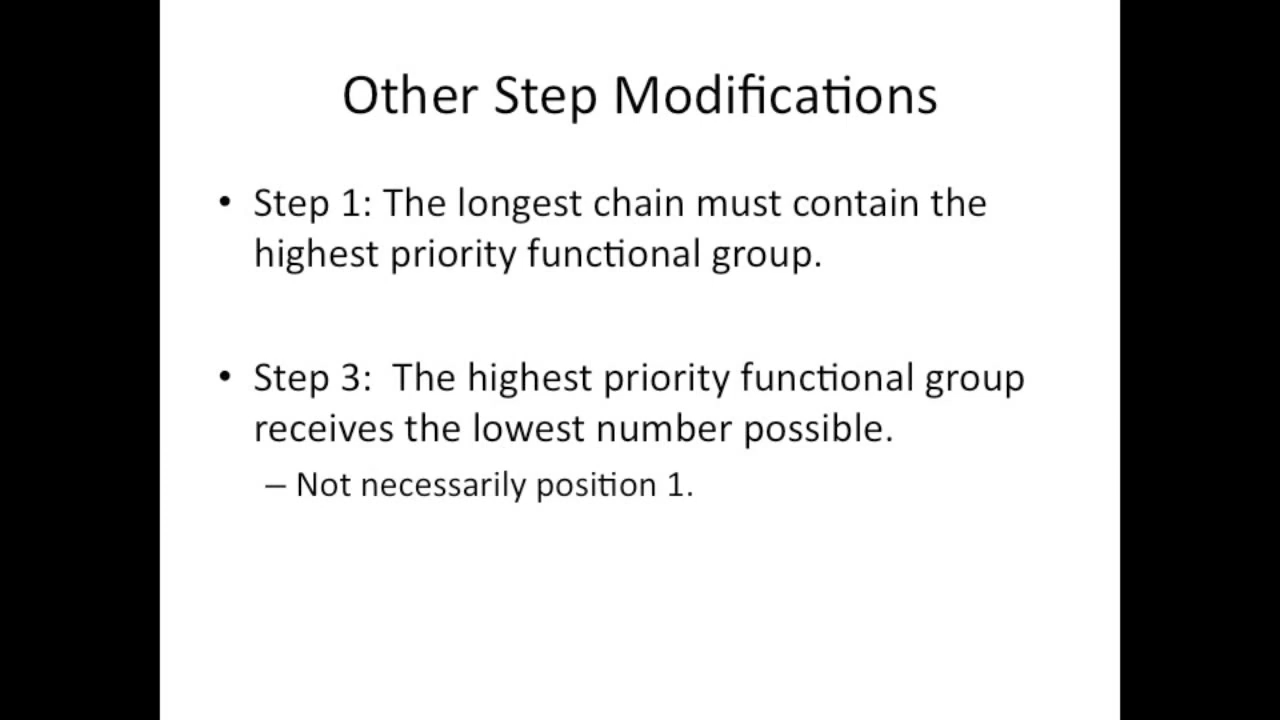 Other Step Modifications
• Step 1: The longest chain must contain the
highest priority functional group.
• Step 3:  The highest priority functional group
receives the lowest number possible.
– Not necessarily position 1.